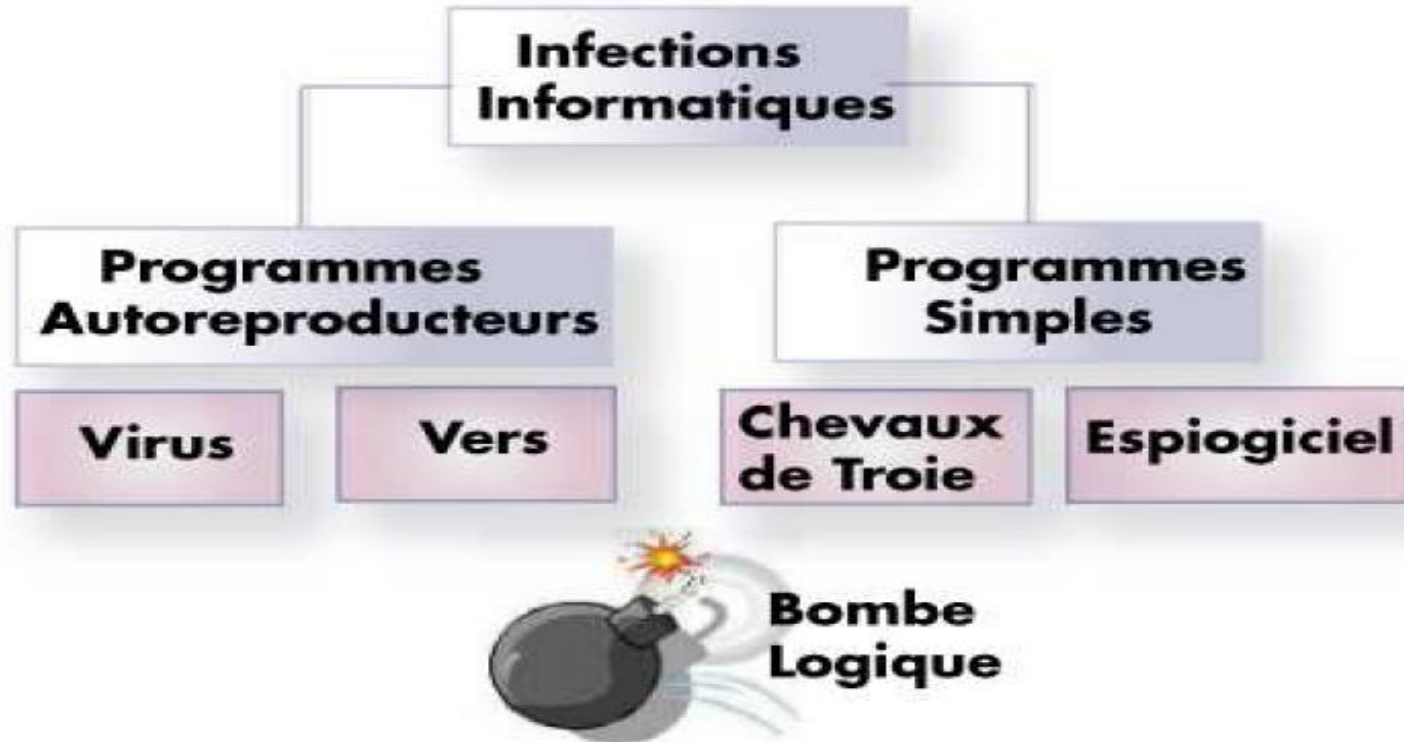 Infections
Informatiques
Programmes
Autoreproducteurs
Programmes
Simples
Virus
Vers
Chevaux
de Troie
Espiogiciel
Bombe
Logique